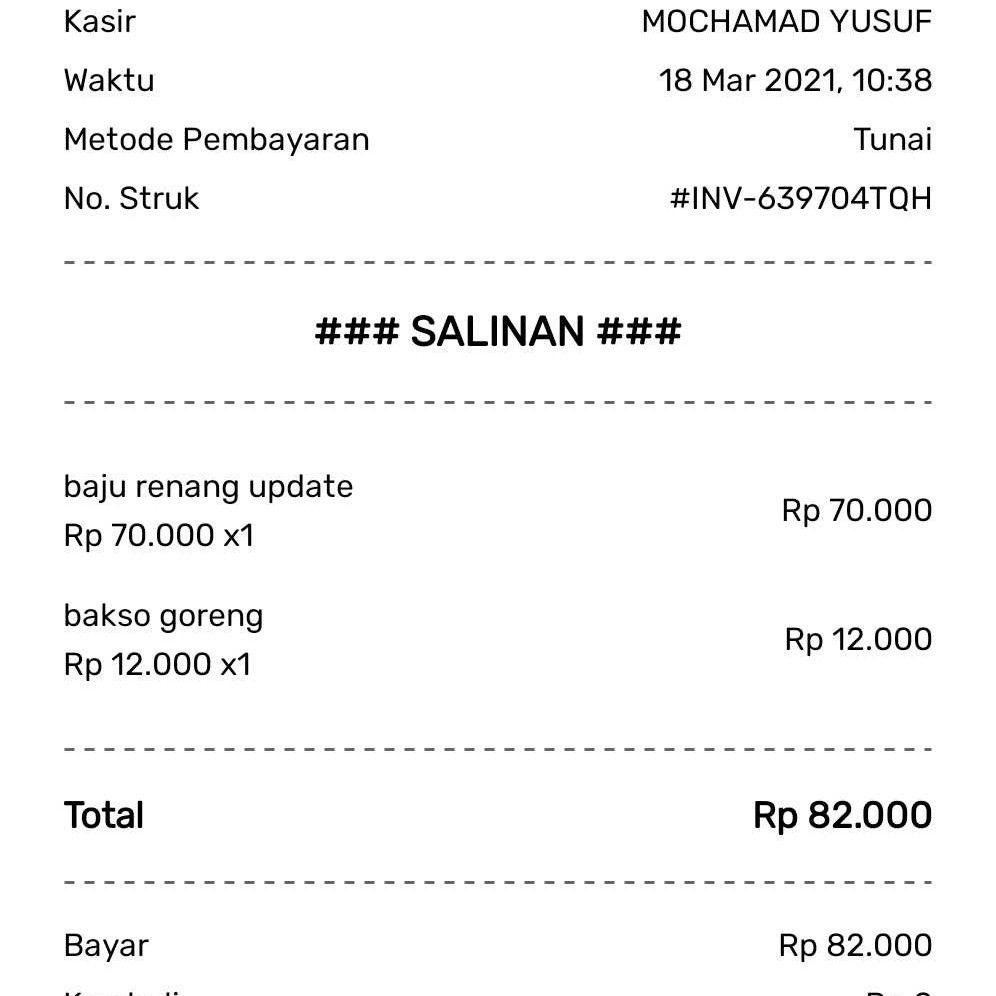 Kasir MOCHAMAD YUSUF
Waktu 18 Mar 2021, 10:38
Metode Pembayaran Tunai
No. Struk #INV-639704TQH
### SALINAN ###
baju renang update
Rp 70.000 x1 Rp 70.000
bakso goreng
Rp 12.000 x1 Rp 12.000
Total Rp 82.000
Bayar Rp 82.000